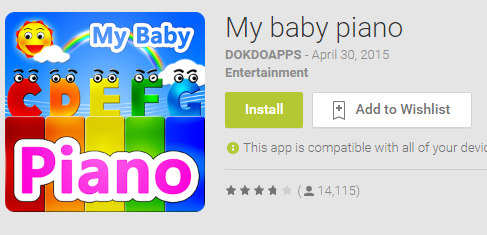 My Baby
C D E F G
Piano
My baby piano
DOKDOAPPS - April 30, 2015
Entertainment
Install
Add to Wishlist
This app is compatible with all of your
(14,115)